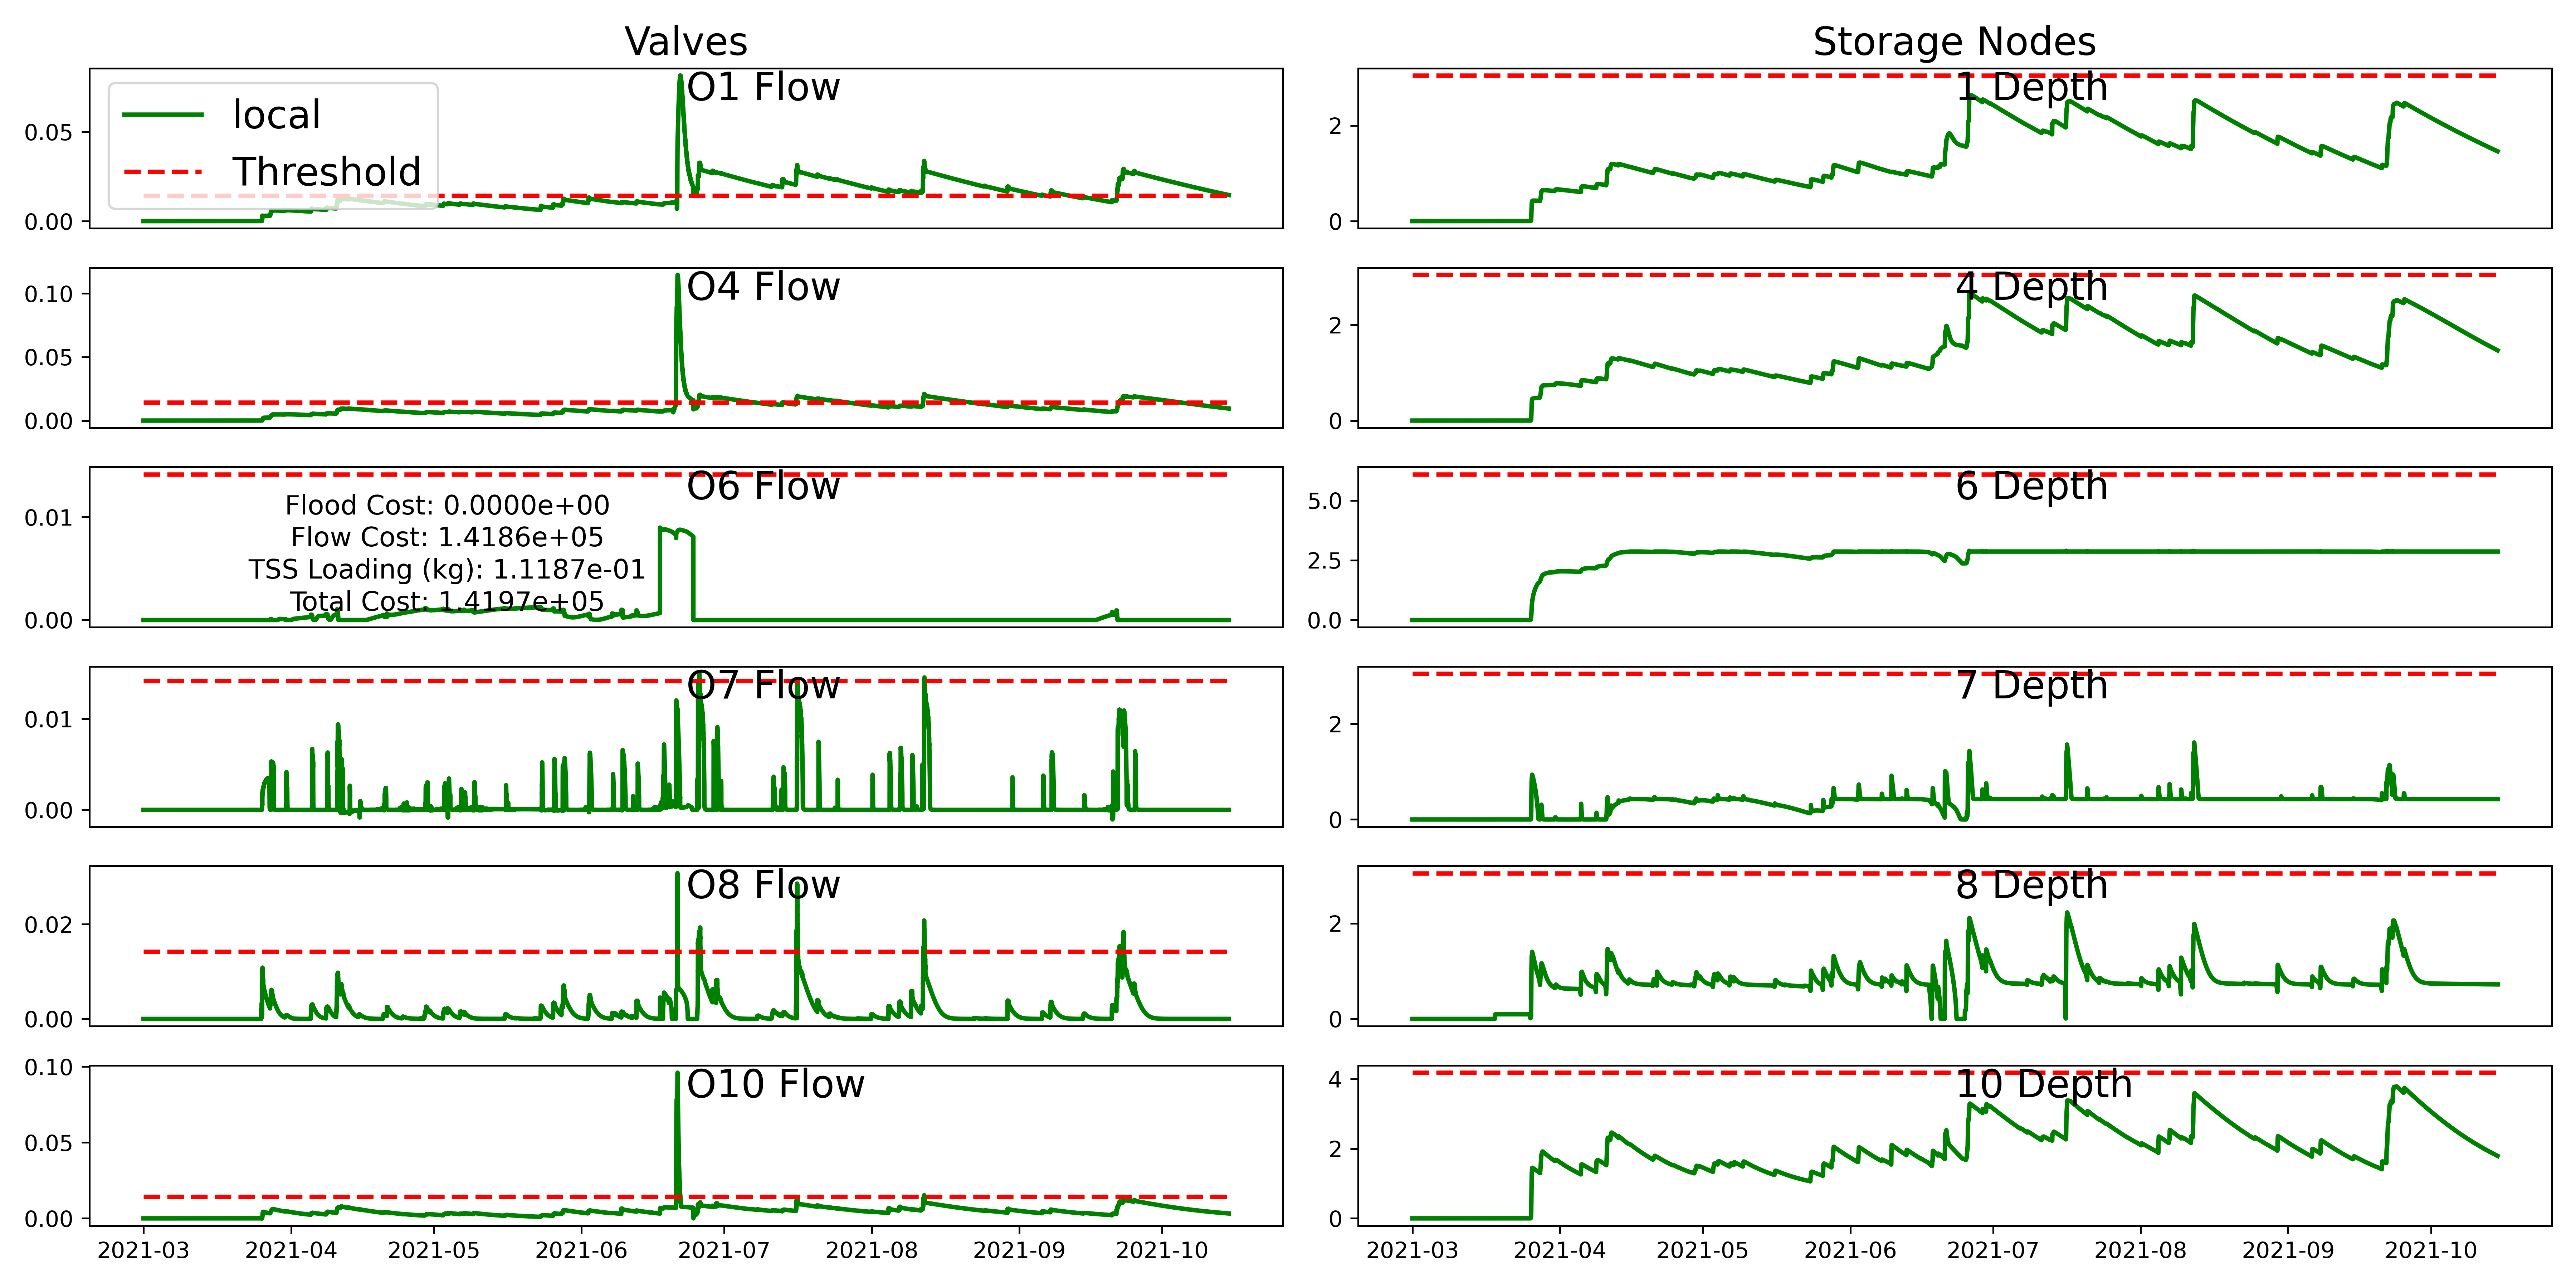 Valves
Storage Nodes
O1 Flow
local
Threshold
0.05
0.00
1 Depth
2
0
O4 Flow
0.10
0.05
0.00
4 Depth
2
0
O6 Flow
0.01
0.00
Flood Cost: 0.0000e+00
Flow Cost: 1.4186e+05
TSS Loading (kg): 1.1187e-01
Total Cost: 1.4197e+05
6 Depth
5.0
2.5
0.0
O7 Flow
0.01
0.00
7 Depth
2
0
O8 Flow
0.02
0.00
8 Depth
2
0
O10 Flow
0.10
0.05
0.00
2021-03 2021-04 2021-05 2021-06 2021-07 2021-08 2021-09 2021-10
10 Depth
4
2
0
2021-03 2021-04 2021-05 2021-06 2021-07 2021-08 2021-09 2021-10